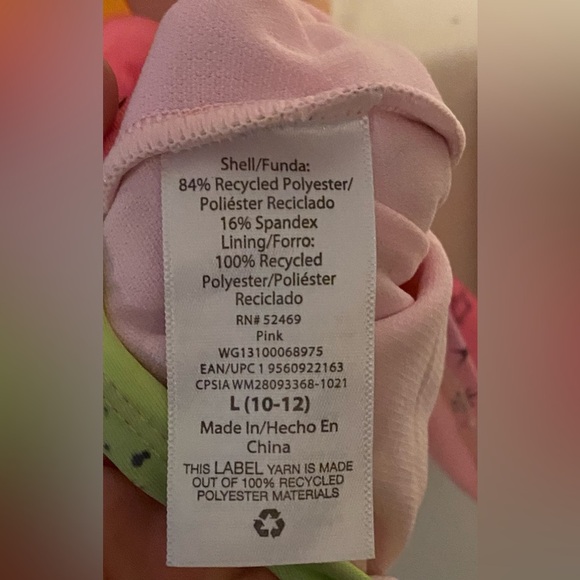 Shell/Funda:
84% Recycled Polyester/
Poliéster Reciclado
16% Spandex
Lining/Forro:
100% Recycled
Polyester/Poliéster
Reciclado
RN# 52469
Pink
WG13100068975
EAN/UPC 1 9560922163
CPSIA WM28093368-1021
L (10-12)
Made In/Hecho En
China
THIS LABEL YARN IS MADE
OUT OF 100% RECYCLED
POLYESTER MATERIALS